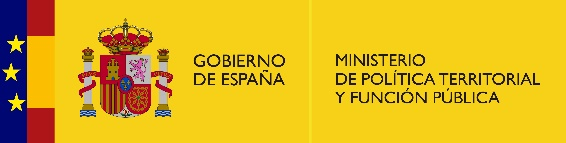 GOBIERNO
DE ESPAÑA
MINISTERIO
DE POLÍTICA TERRITORIAL
Y FUNCIÓN PÚBLICA